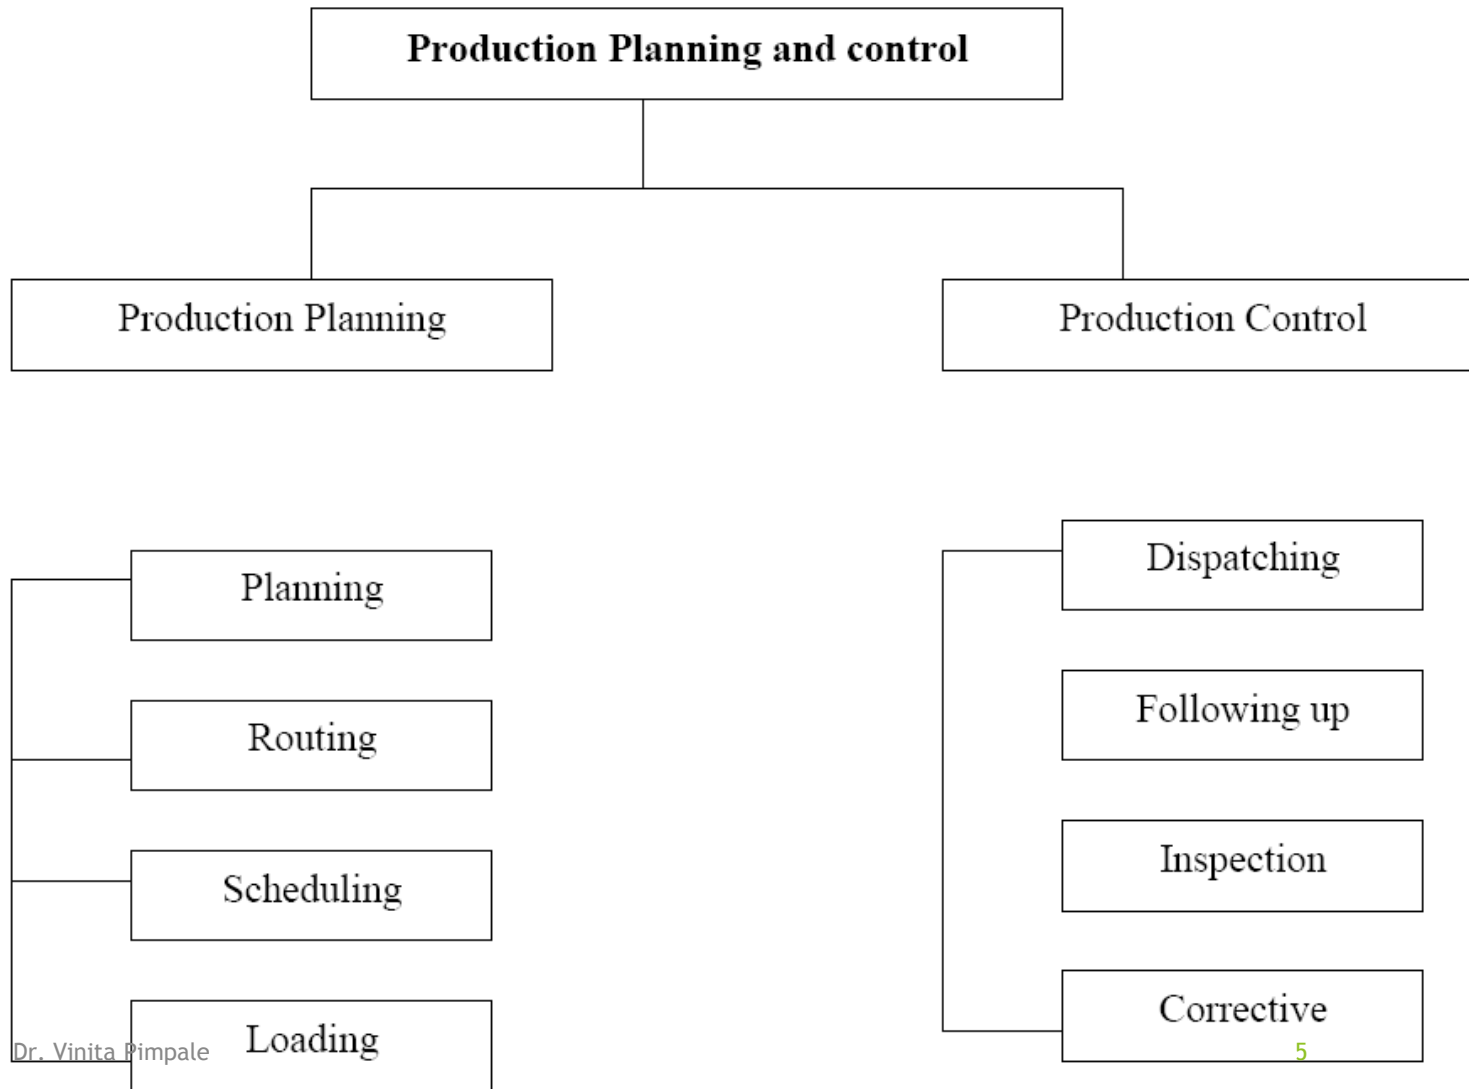 Production Planning and control
Production Planning
Production Control
Planning
Routing
Scheduling
Loading
Dispatching
Following up
Inspection
Corrective
Dr. Vinita Pimpale
5